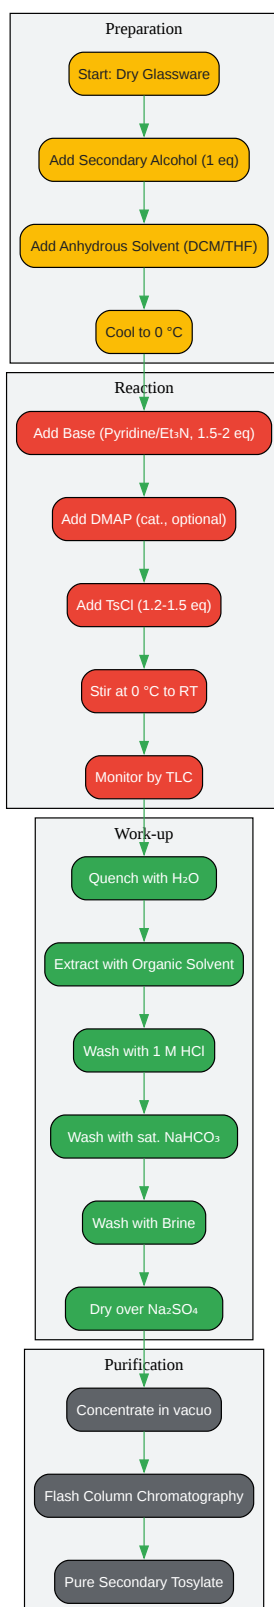 Preparation
Start: Dry Glassware
Add Secondary Alcohol (1 eq)
Add Anhydrous Solvent (DCM/THF)
Cool to 0 °C
Reaction
Add Base (Pyridine/Et₃N, 1.5-2 eq)
Add DMAP (cat., optional)
Add TsCl (1.2-1.5 eq)
Stir at 0 °C to RT
Monitor by TLC
Work-up
Quench with H₂O
Extract with Organic Solvent
Wash with 1 M HCl
Wash with sat. NaHCO₃
Wash with Brine
Dry over Na₂SO₄
Purification
Concentrate in vacuo
Flash Column Chromatography
Pure Secondary Tosylate